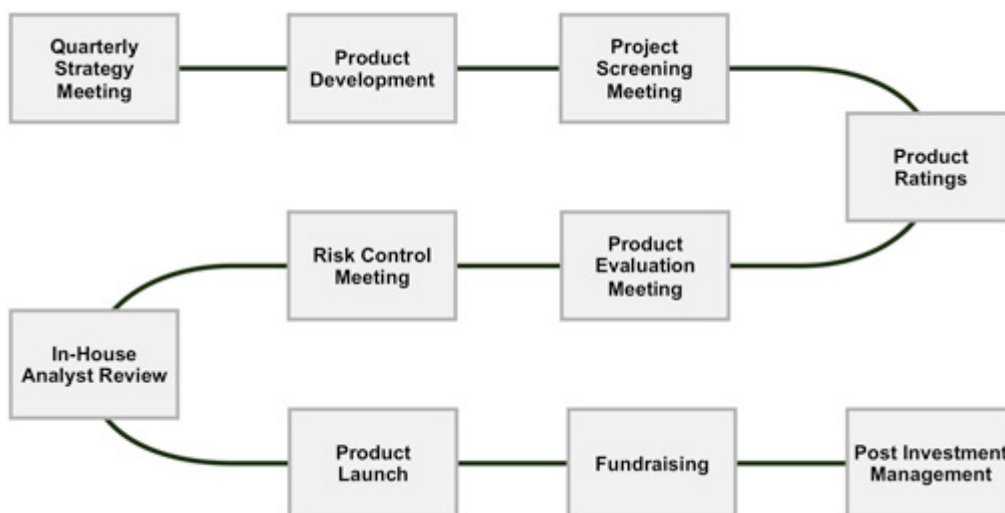 Quarterly
Strategy
Meeting
Product
Development
Project
Screening
Meeting
Product
Ratings
Product
Evaluation
Meeting
Risk Control
Meeting
In-House
Analyst Review
Product
Launch
Fundraising
Post Investment
Management